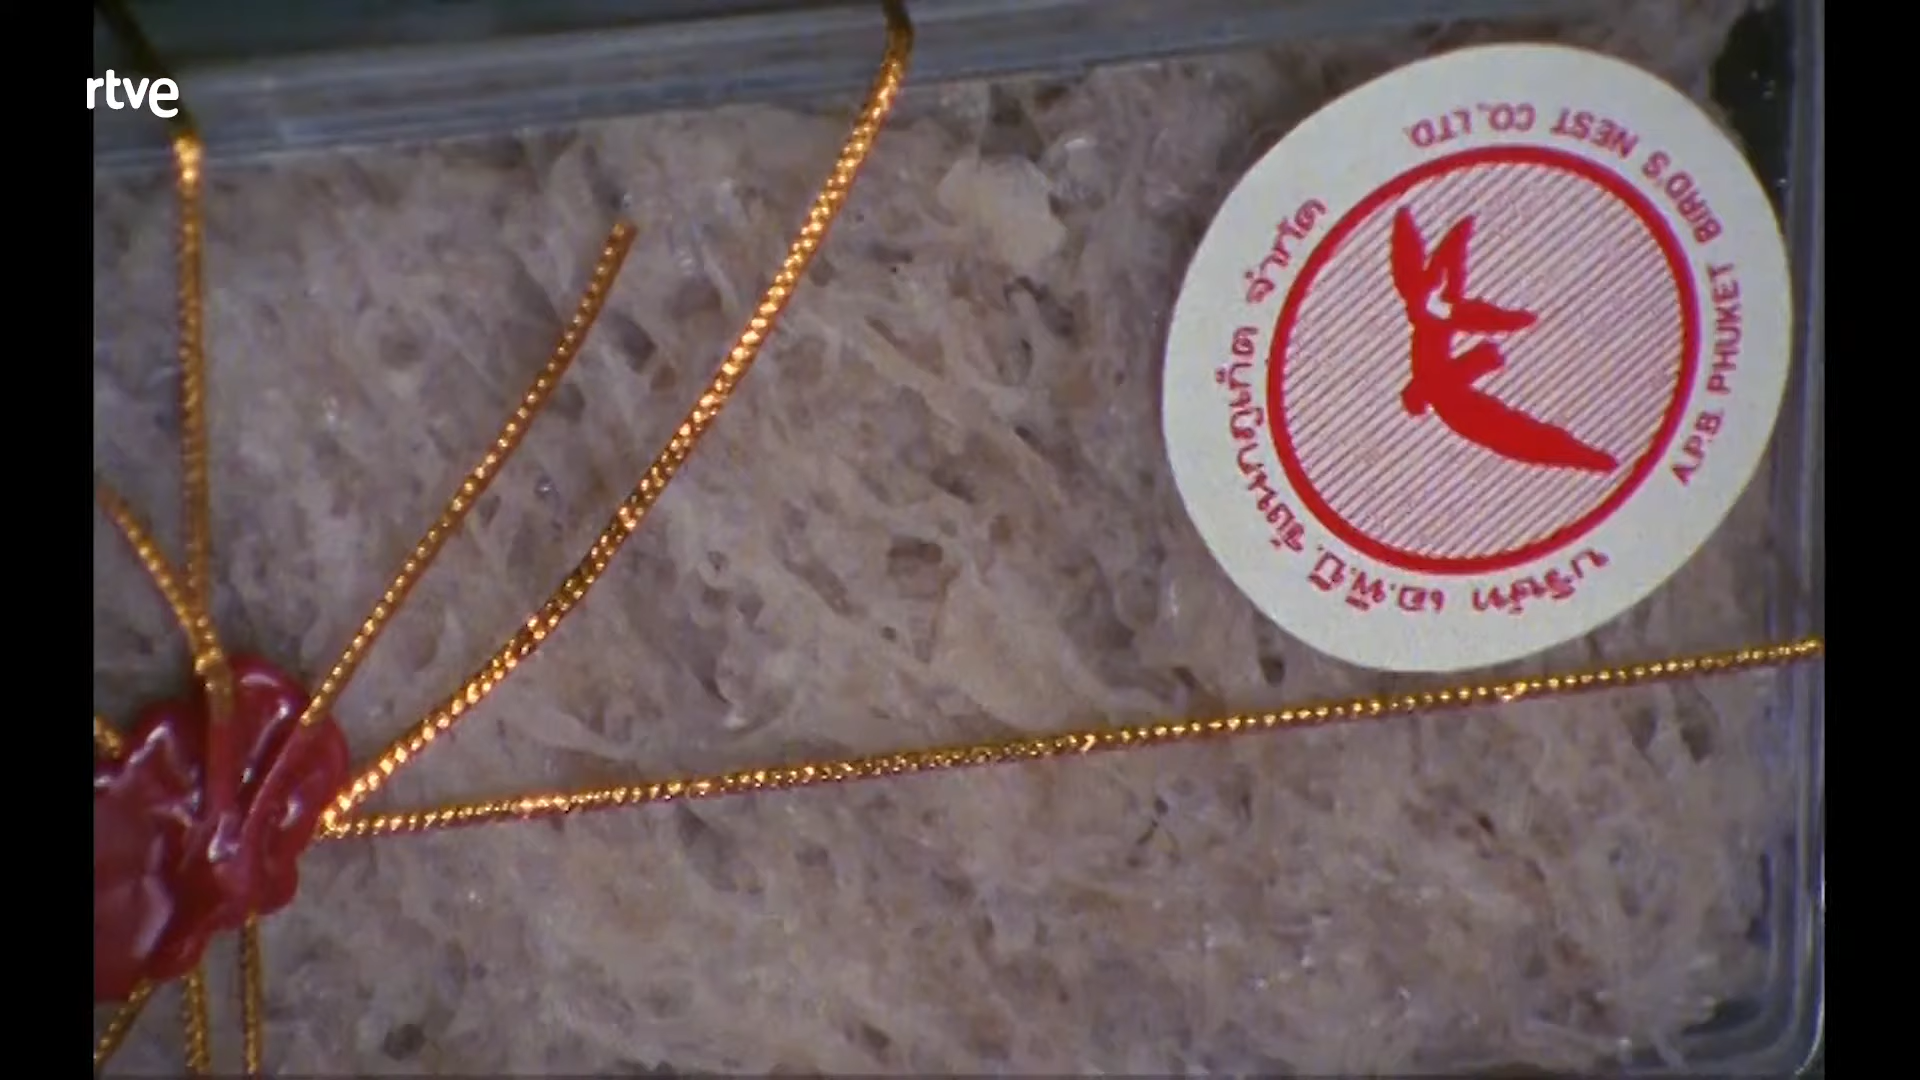 rtve
บริษัท เอ.พี.บี. รังนกภูเก็ต จำกัด
A.P.B. PHUKET BIRD'S NEST CO., LTD.